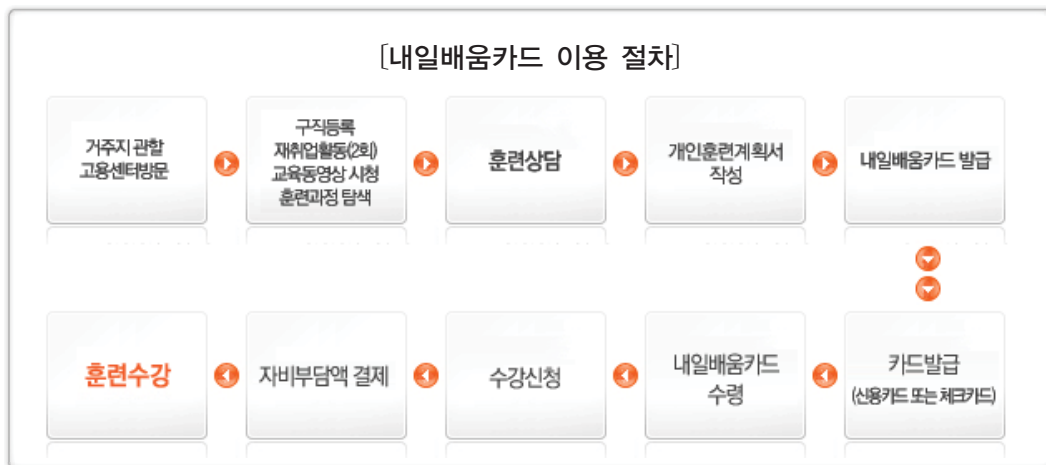 [내일배움카드 이용 절차]
거주지 관할
고용센터방문
구직등록
재취업활동(2회)
교육동영상 시청
훈련과정 탐색
훈련상담
개인훈련계획서
작성
내일배움카드 발급
카드발급
(신용카드 또는 체크카드)
내일배움카드
수령
수강신청
자비부담액 결제
훈련수강